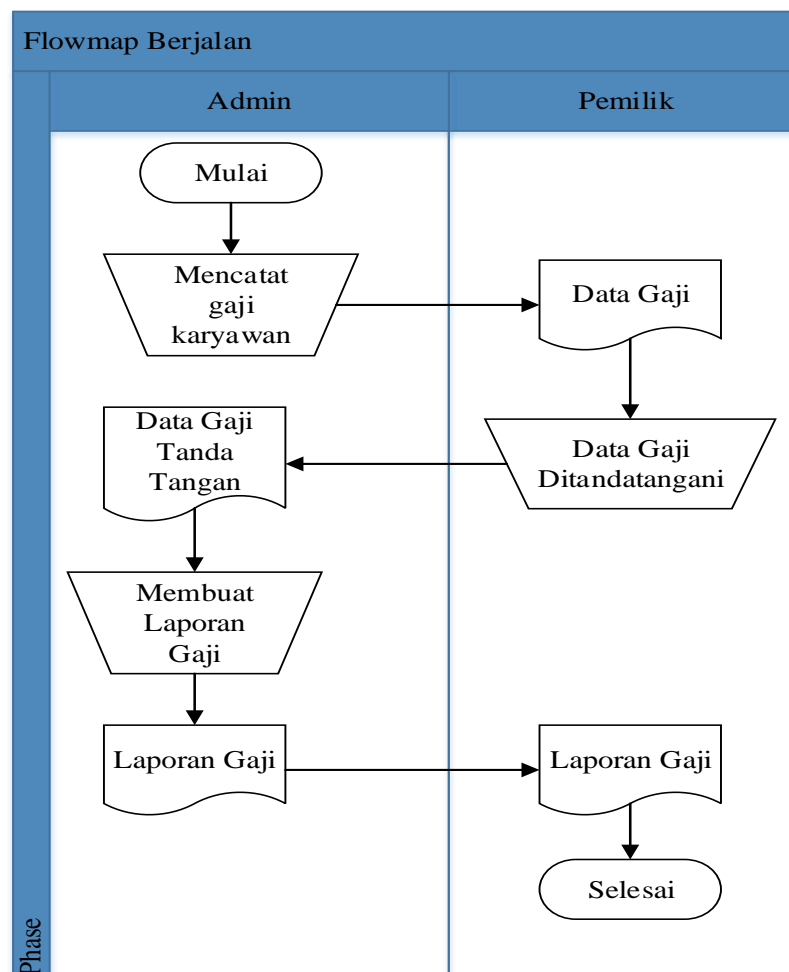 Flowmap Berjalan
Admin
Pemilik
Mulai
Mencatat
gaji
karyawan
Data Gaji
Data Gaji
Ditandatangani
Data Gaji
Tanda
Tangan
Membuat
Laporan
Gaji
Laporan Gaji
Laporan Gaji
Selesai
Phase